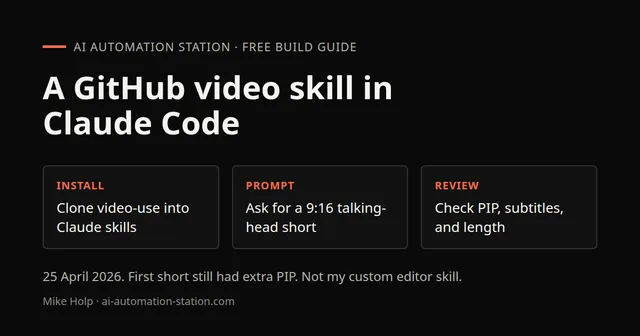 AI AUTOMATION STATION · FREE BUILD GUIDE
A GitHub video skill in
Claude Code
INSTALL
Clone video-use into
Claude skills
PROMPT
Ask for a 9:16 talking-
head short
REVIEW
Check PIP, subtitles,
and length
25 April 2026. First short still had extra PIP. Not my custom editor skill.
Mike Holp · ai-automation-station.com